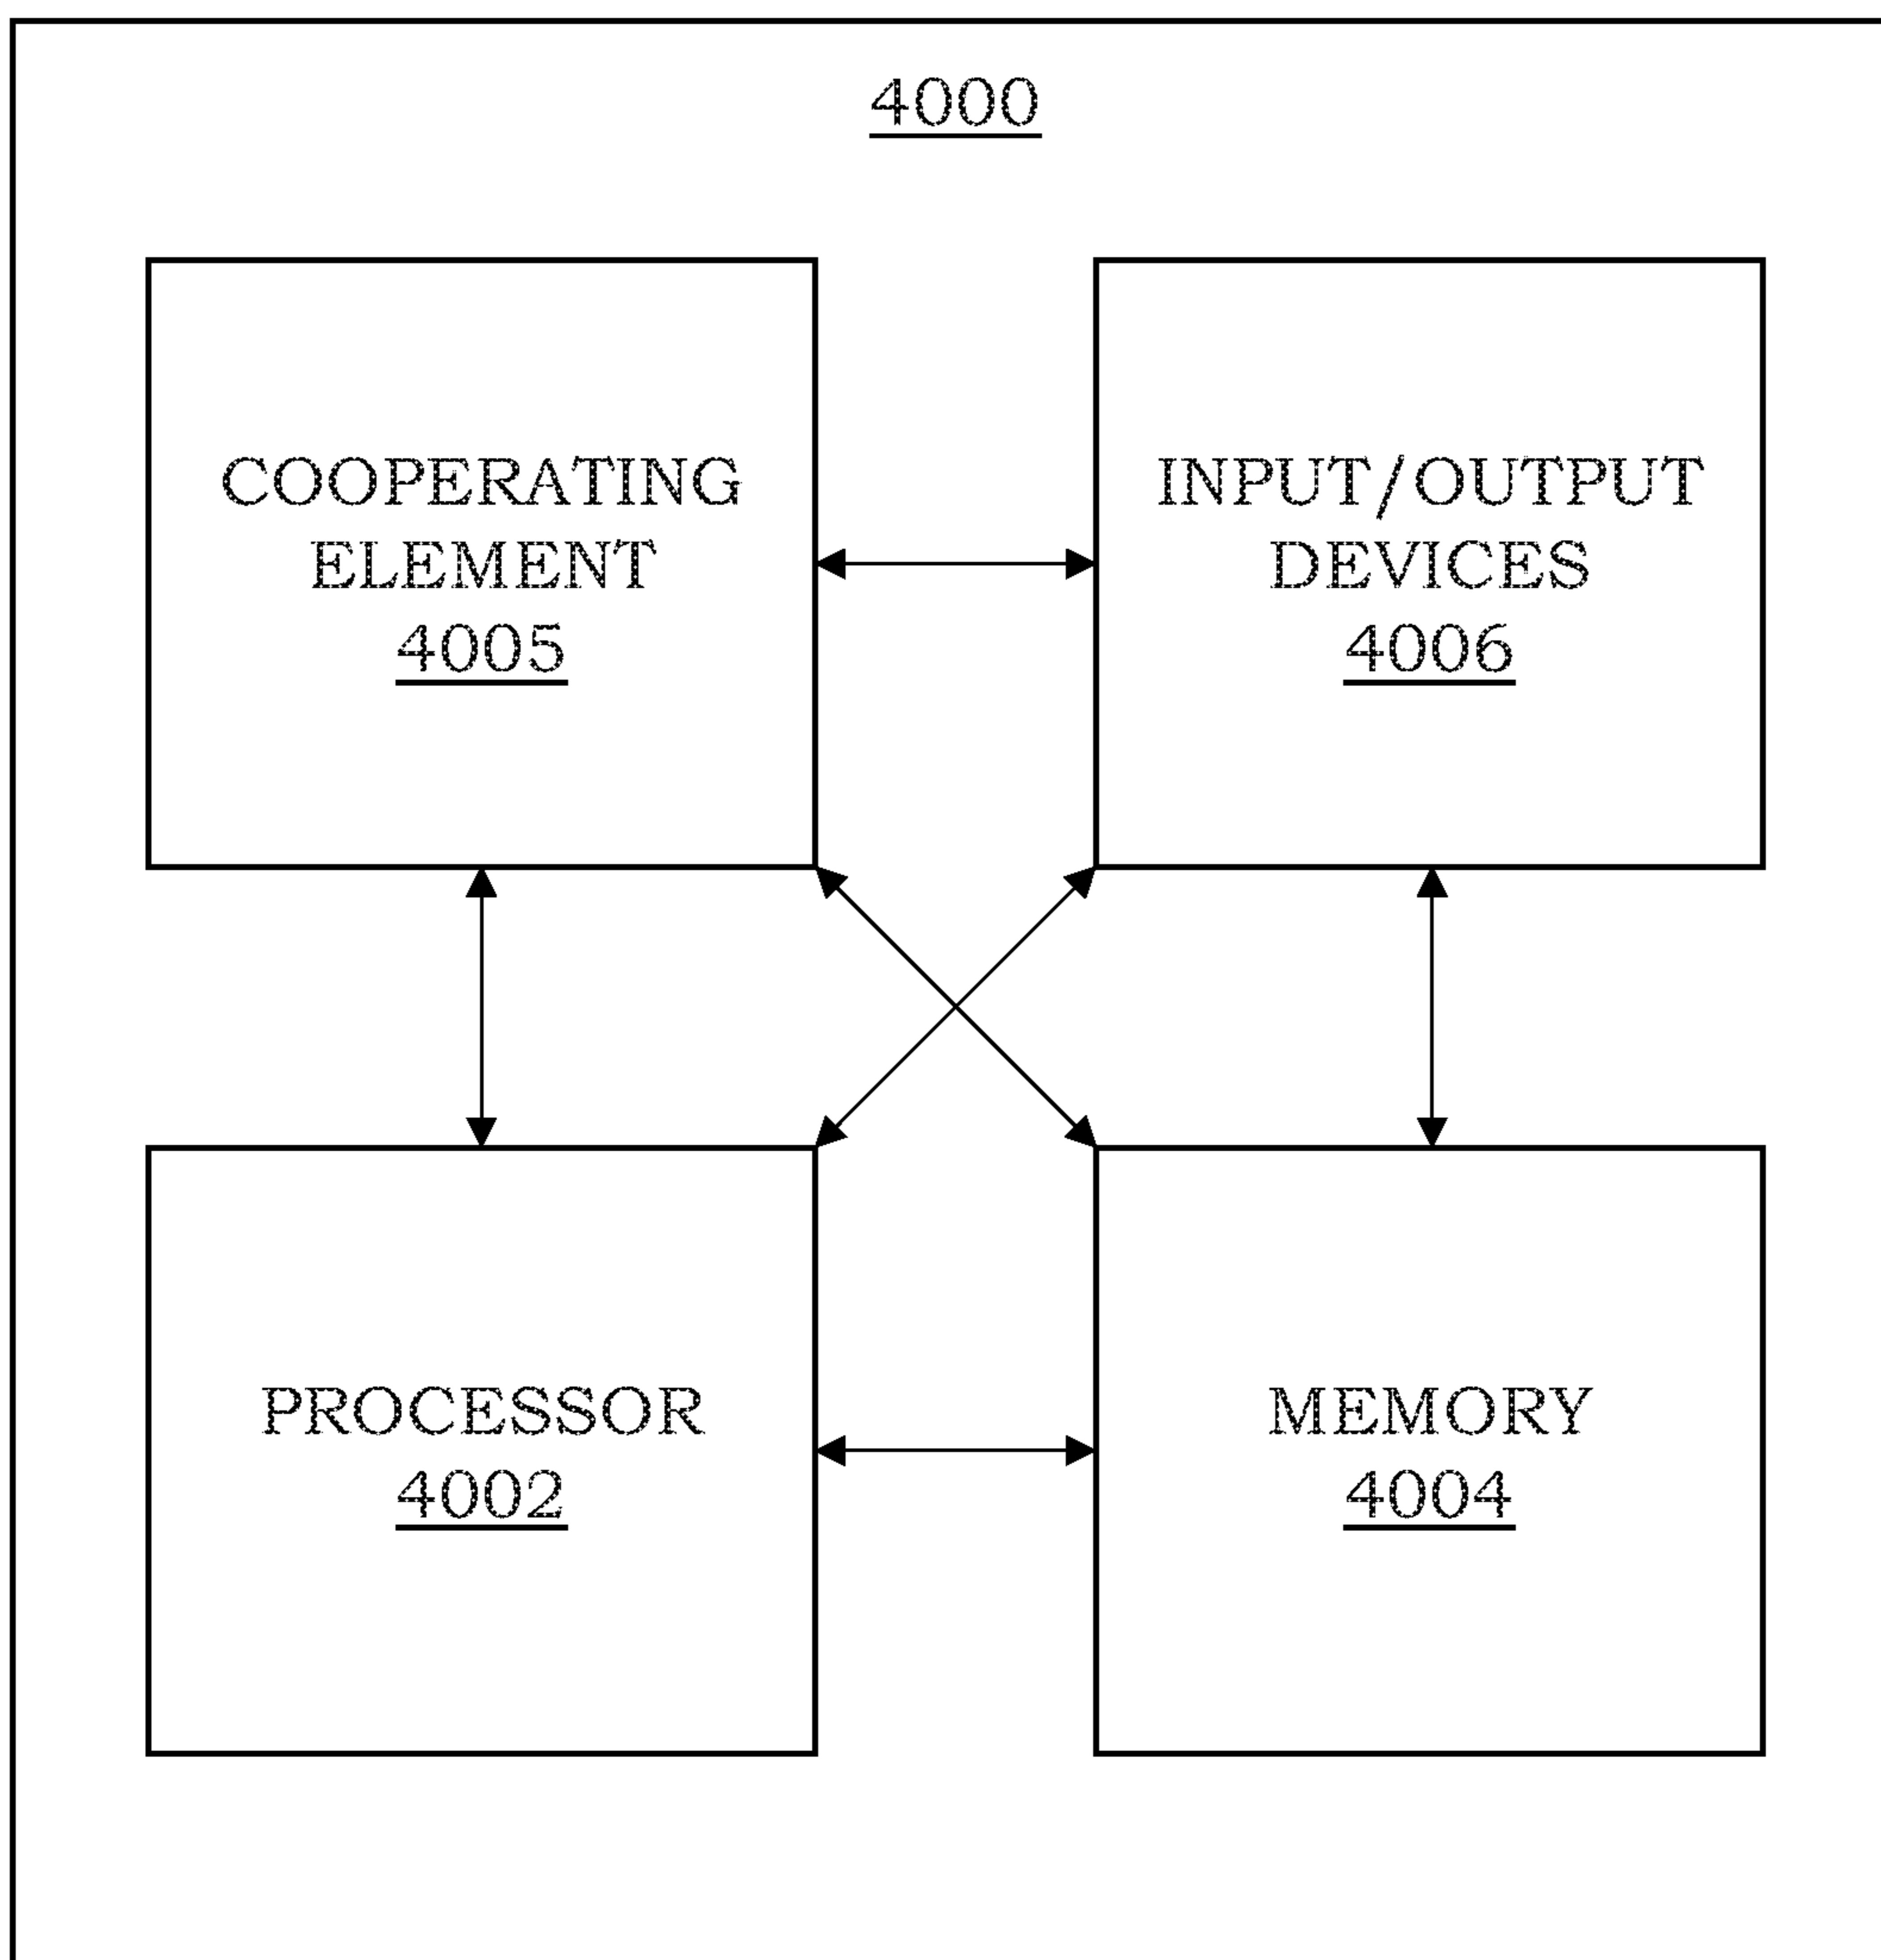 4000
COOPERATING
ELEMENT
4005
INPUT/OUTPUT
DEVICES
4006
PROCESSOR
4002
MEMORY
4004